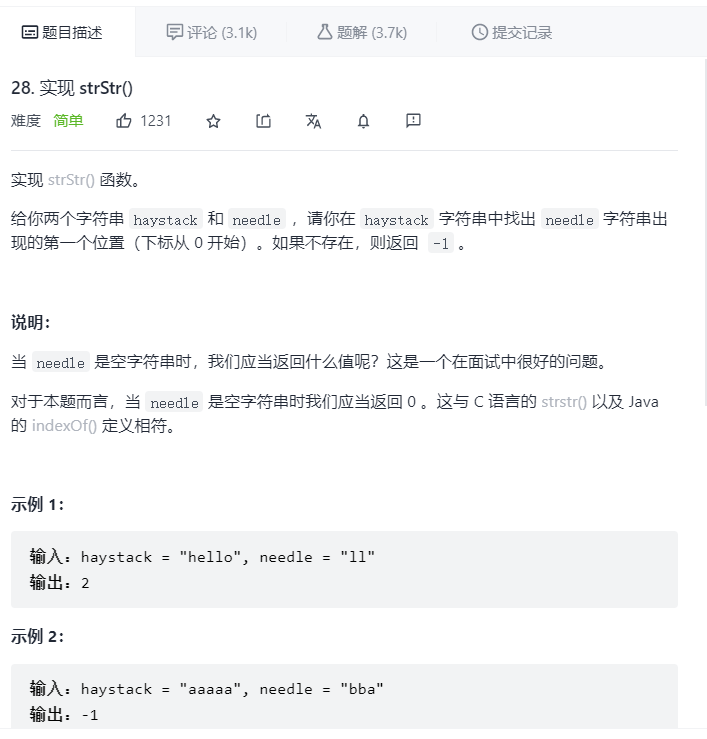 题目描述 评论 (3.1k) 题解 (3.7k) 提交记录
28. 实现 strStr()
难度 简单 1231
实现 strStr() 函数。
给你两个字符串 haystack 和 needle ，请你在 haystack 字符串中找出 needle 字符串出
现的第一个位置（下标从 0 开始）。如果不存在，则返回 -1 。
说明：
当 needle 是空字符串时，我们应当返回什么值呢？这是一个在面试中很好的问题。
对于本题而言，当 needle 是空字符串时我们应当返回 0 。这与 C 语言的 strstr() 以及 Java
的 indexOf() 定义相符。
示例 1：
输入：haystack = "hello", needle = "ll"
输出：2
示例 2：
输入：haystack = "aaaaa", needle = "bba"
输出：-1